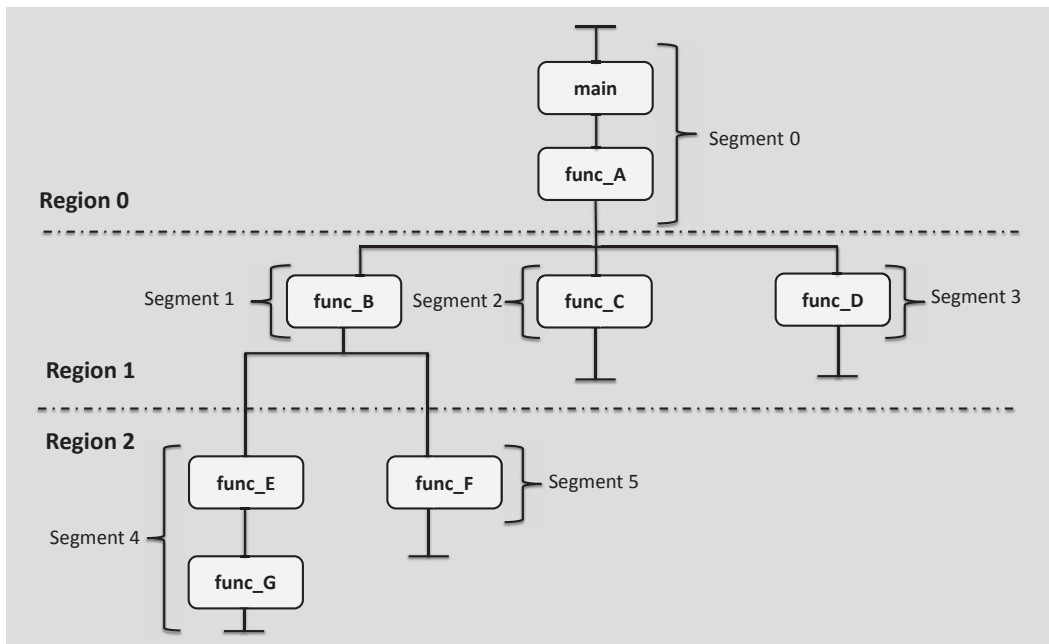 main
Segment 0
func_A
Region 0
Segment 1
func_B
Segment 2
func_C
func_D
Segment 3
Region 1
Region 2
func_E
func_F
Segment 5
Segment 4
func_G